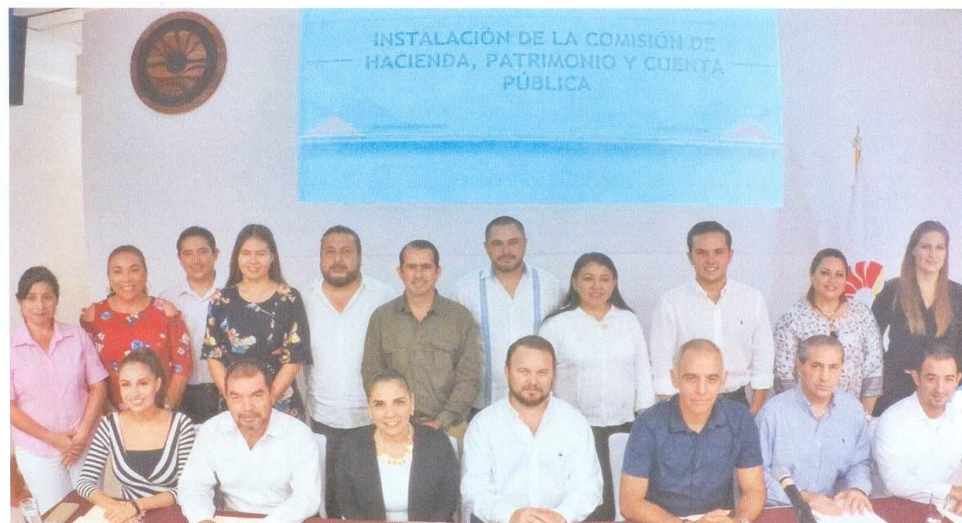 INSTALACIÓN DE LA COMISIÓN DE
HACIENDA, PATRIMONIO Y CUENTA
PÚBLICA